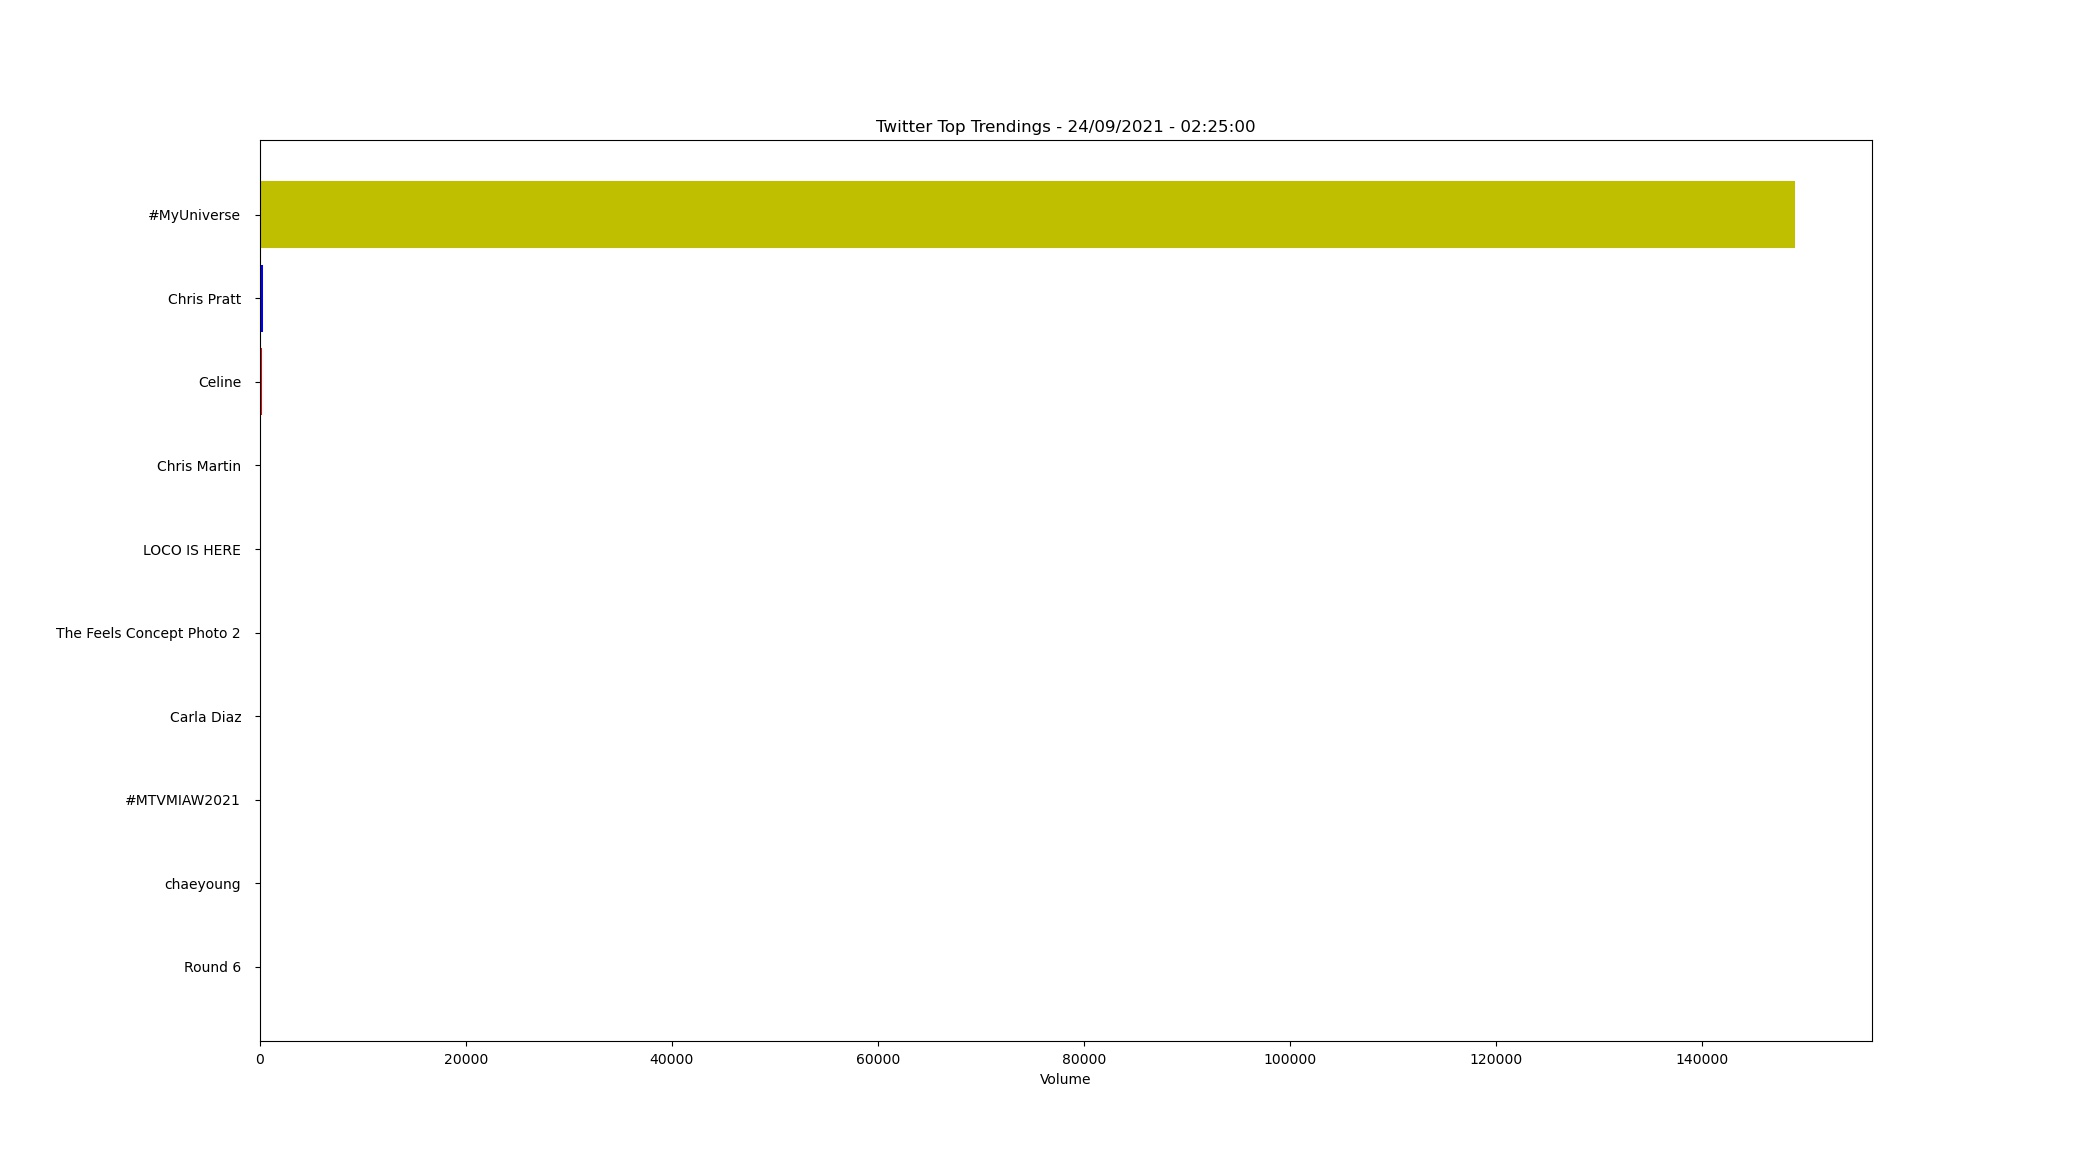 Twitter Top Trendings - 24/09/2021 - 02:25:00
#MyUniverse
Chris Pratt
Celine
Chris Martin
LOCO IS HERE
The Feels Concept Photo 2
Carla Diaz
#MTVMIAW2021
chaeyoung
Round 6
0 20000 40000 60000 80000 100000 120000 140000
Volume